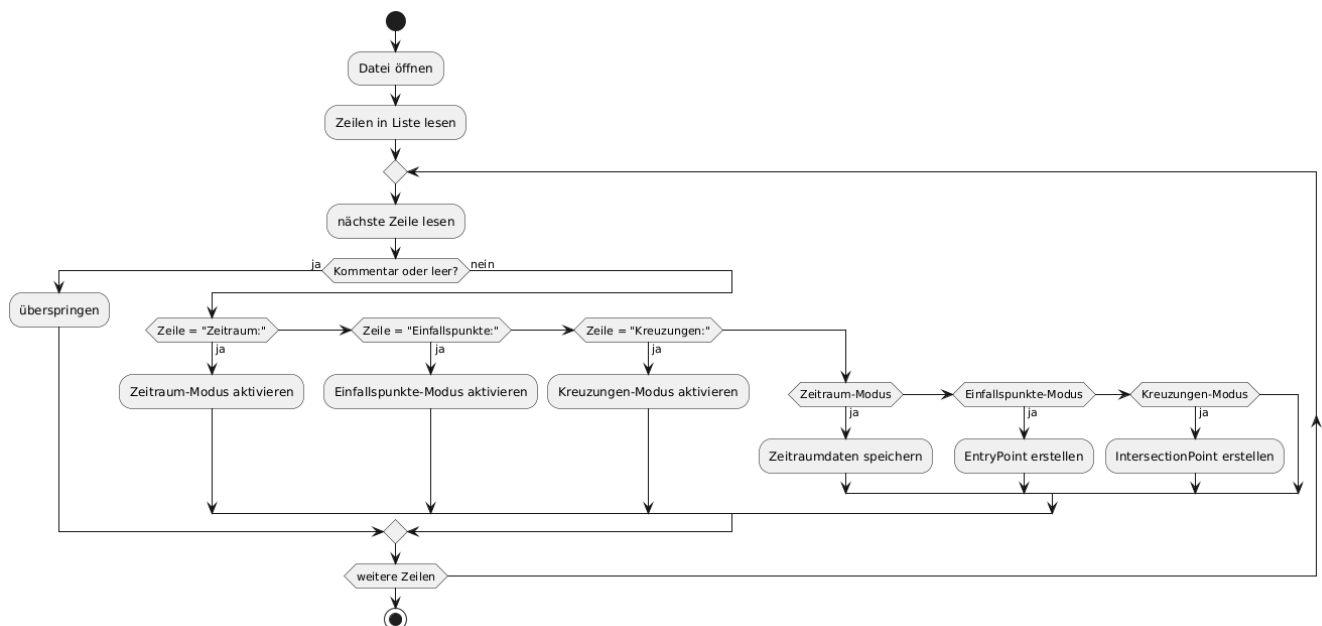 Datei öffnen
Zeilen in Liste lesen
nächste Zeile lesen
ja
Kommentar oder leer?
nein
überspringen
Zeile = "Zeitraum:"
ja
Zeitraum-Modus aktivieren
Zeile = "Einfallspunkte:"
ja
Einfallspunkte-Modus aktivieren
Zeile = "Kreuzungen:"
ja
Kreuzungen-Modus aktivieren
Zeitraum-Modus
ja
Zeitraumdaten speichern
Einfallspunkte-Modus
ja
EntryPoint erstellen
Kreuzungen-Modus
ja
IntersectionPoint erstellen
weitere Zeilen